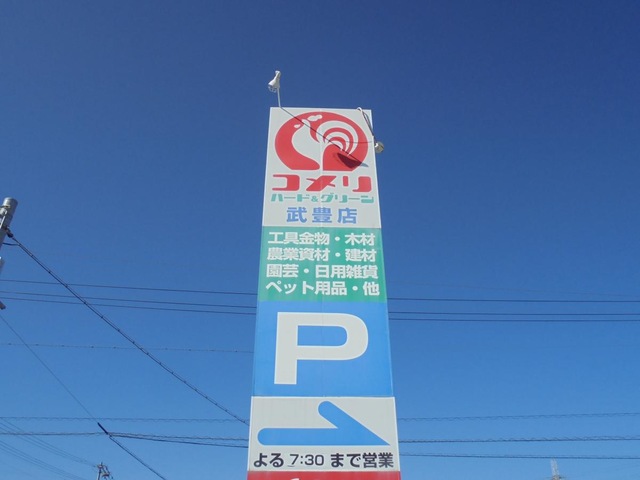 コメリ
ハード&グリーン
武豊店
工具金物・木材
農業資材・建材
園芸・日用雑貨
ペット用品・他
P
よる7:30まで営業